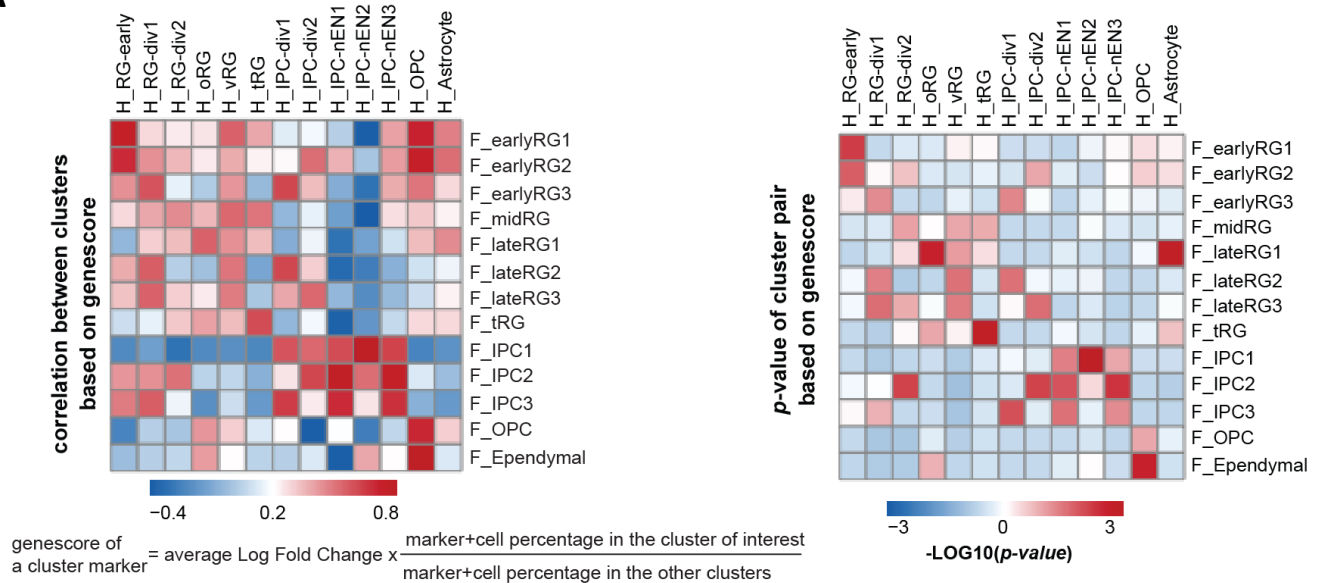 H_RG-early
H_RG-div1
H_RG-div2
H_oRG
H_vRG
H_tRG
H_IPC-div1
H_IPC-div2
H_IPC-nEN1
H_IPC-nEN2
H_IPC-nEN3
H_OPC
H_Astrocyte
correlation between clusters
based on genescore
F_earlyRG1
F_earlyRG2
F_earlyRG3
F_midRG
F_lateRG1
F_lateRG2
F_lateRG3
F_tRG
F_IPC1
F_IPC2
F_IPC3
F_OPC
F_Ependymal
−0.4 0.2 0.8
genescore of
a cluster marker
= average Log Fold Change x
marker+cell percentage in the cluster of interest
marker+cell percentage in the other clusters
H_RG-early
H_RG-div1
H_RG-div2
H_oRG
H_vRG
H_tRG
H_IPC-div1
H_IPC-div2
H_IPC-nEN1
H_IPC-nEN2
H_IPC-nEN3
H_OPC
H_Astrocyte
p-value of cluster pair
based on genescore
F_earlyRG1
F_earlyRG2
F_earlyRG3
F_midRG
F_lateRG1
F_lateRG2
F_lateRG3
F_tRG
F_IPC1
F_IPC2
F_IPC3
F_OPC
F_Ependymal
−3 0 3
-LOG10(p-value)